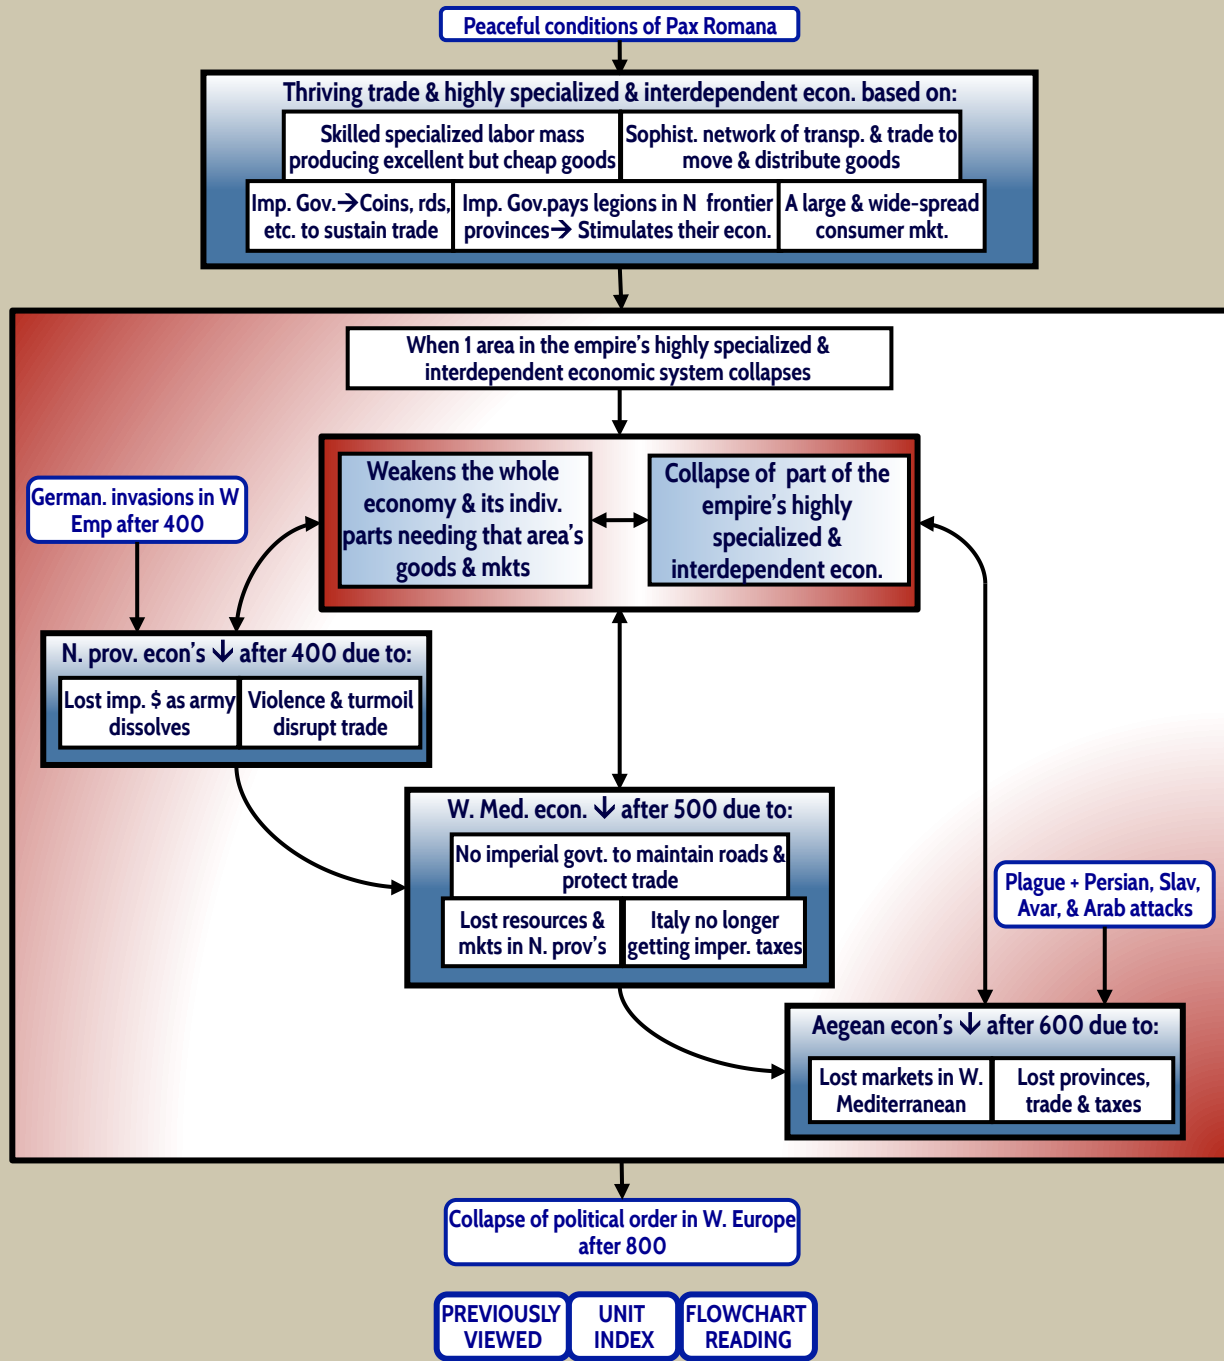 Peaceful conditions of Pax Romana
Thriving trade & highly specialized & interdependent econ. based on:
Skilled specialized labor mass
producing excellent but cheap goods
Sophist. network of transp. & trade to
move & distribute goods
Imp. Gov.→Coins, rds,
etc. to sustain trade
Imp. Gov.pays legions in N frontier
provinces→ Stimulates their econ.
A large & wide-spread
consumer mkt.
When 1 area in the empire’s highly specialized &
interdependent economic system collapses
Weakens the whole
economy & its indiv.
parts needing that area’s
goods & mkts
Collapse of part of the
empire’s highly
specialized &
interdependent econ.
German. invasions in W
Emp after 400
N. prov. econ’s ↓ after 400 due to:
Lost imp. $ as army
dissolves
Violence & turmoil
disrupt trade
W. Med. econ. ↓ after 500 due to:
No imperial govt. to maintain roads &
protect trade
Lost resources &
mkts in N. prov’s
Italy no longer
getting imper. taxes
Plague + Persian, Slav,
Avar, & Arab attacks
Aegean econ’s ↓ after 600 due to:
Lost markets in W.
Mediterranean
Lost provinces,
trade & taxes
Collapse of political order in W. Europe
after 800
PREVIOUSLY
VIEWED
UNIT
INDEX
FLOWCHART
READING